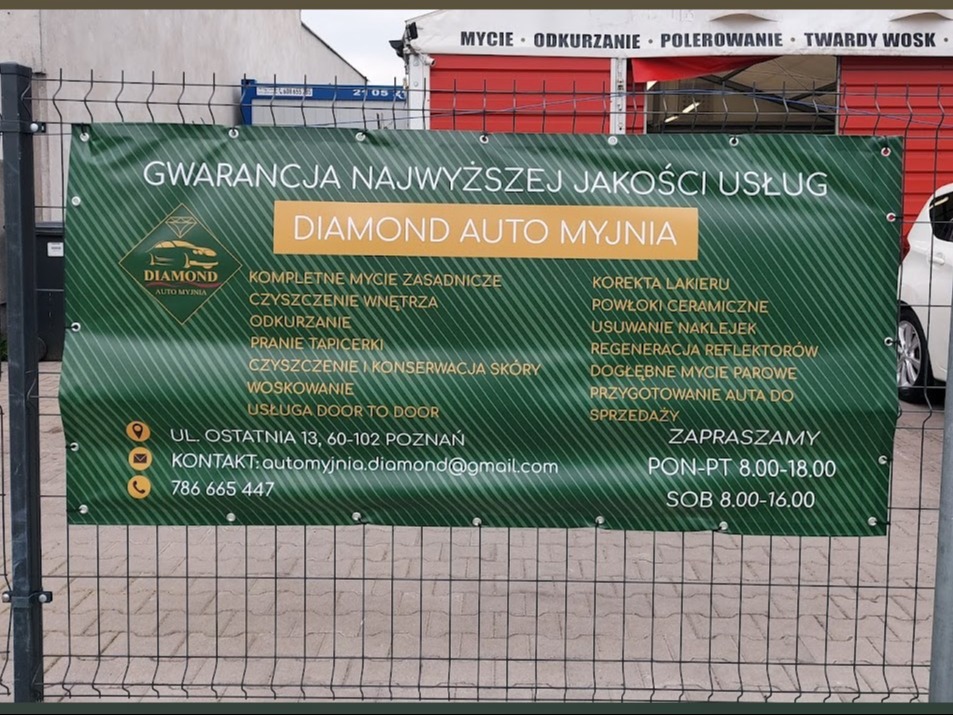 MYCIE · ODKURZANIE · POLEROWANIE · TWARDY WOSK ·
GWARANCJA NAJWYŻSZEJ JAKOŚCI USŁUG
DIAMOND AUTO MYJNIA
DIAMOND
AUTO MYJNIA
KOMPLETNE MYCIE ZASADNICZE
CZYSZCZENIE WNĘTRZA
ODKURZANIE
PRANIE TAPICERKI
CZYSZCZENIE I KONSERWACJA SKÓRY
WOSKOWANIE
USŁUGA DOOR TO DOOR
KOREKTA LAKIERU
POWŁOKI CERAMICZNE
USUWANIE NAKLEJEK
REGENERACJA REFLEKTORÓW
DOGŁĘBNE MYCIE PAROWE
PRZYGOTOWANIE AUTA DO
SPRZEDAŻY
UL. OSTATNIA 13, 60-102 POZNAŃ
KONTAKT: automyjnia.diamond@gmail.com
786 665 447
ZAPRASZAMY
PON-PT 8.00-18.00
SOB 8.00-16.00